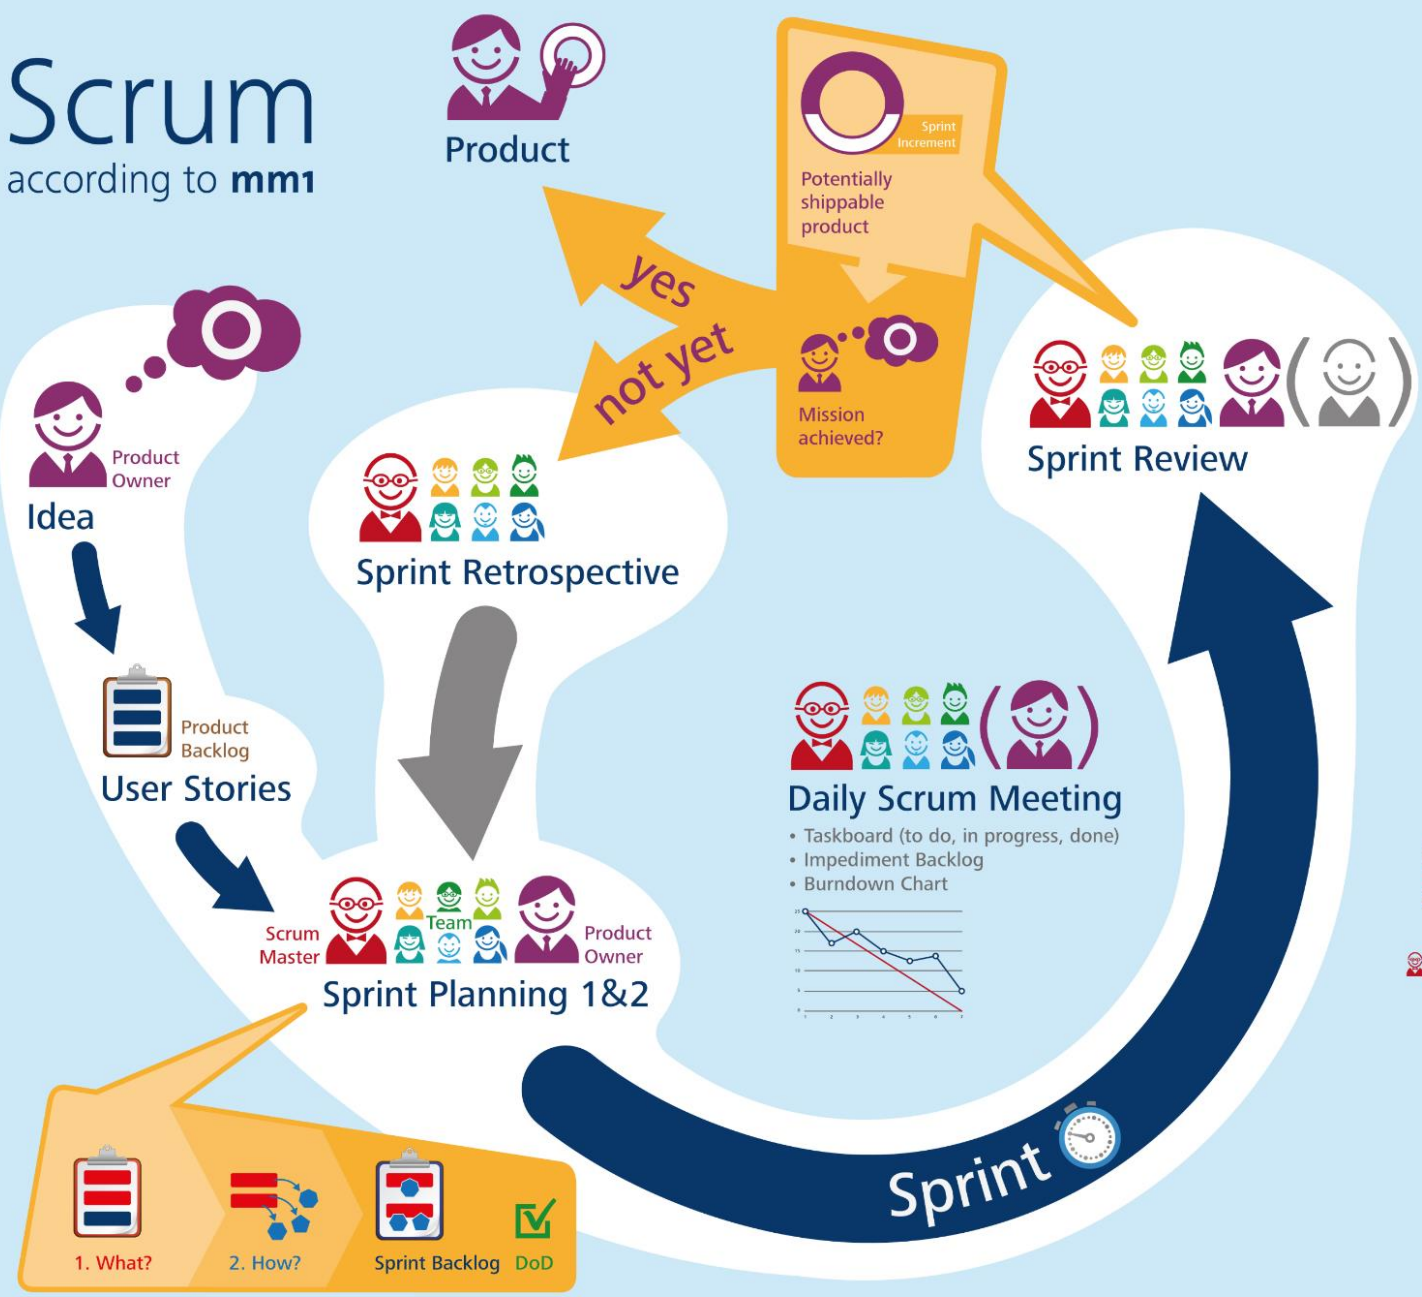 Scrum
according to mm1
Product
Sprint
Increment
Potentially
shippable
product
yes
not yet
Mission
achieved?
Product
Owner
Idea
Sprint Retrospective
Sprint Review
Product
Backlog
User Stories
Daily Scrum Meeting
• Taskboard (to do, in progress, done)
• Impediment Backlog
• Burndown Chart
Scrum
Master
Team
Product
Owner
Sprint Planning 1&2
Sprint
1. What?
2. How?
Sprint Backlog
DoD